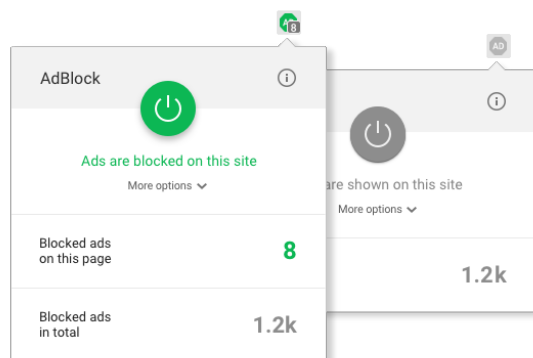 8
AD
AdBlock
Ads are blocked on this site
are shown on this site
More options
More options
Blocked ads
on this page
8
1.2k
Blocked ads
in total
1.2k